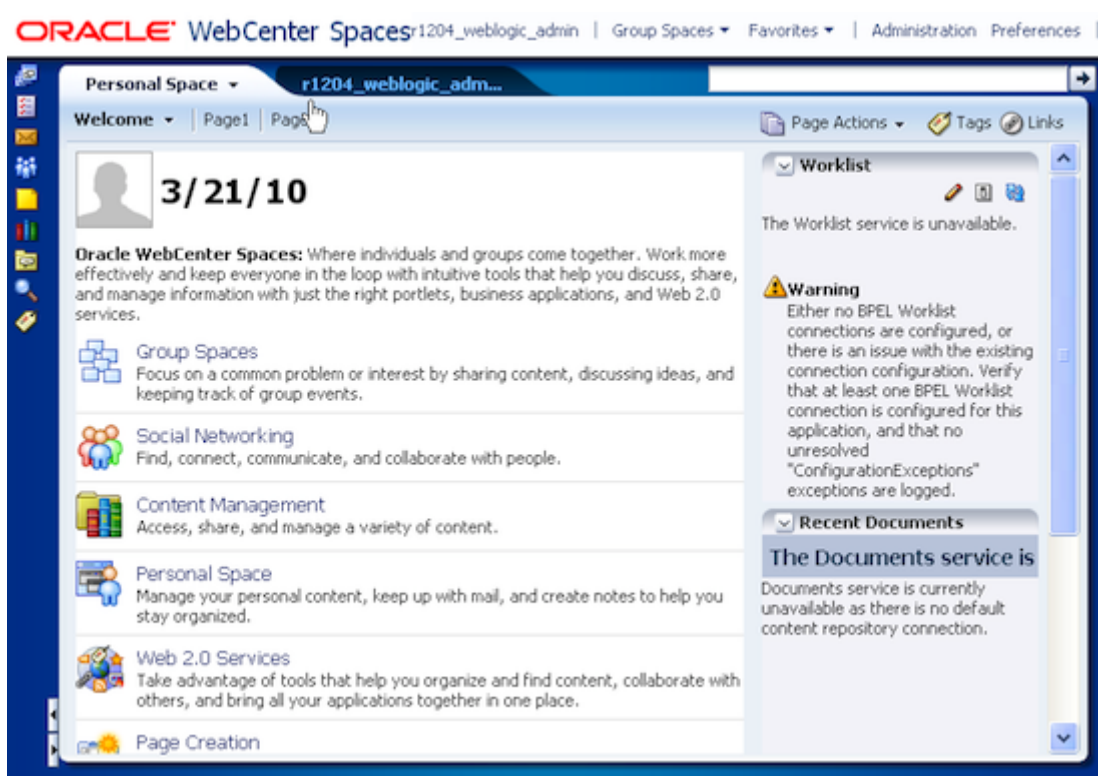 ORACLE WebCenter Spaces r1204_weblogic_admin | Group Spaces Favorites | Administration Preferences |
Personal Space r1204_weblogic_adm...
Welcome | Page1 |
Page Actions Tags Links
3/21/10
Oracle WebCenter Spaces: Where individuals and groups come together. Work more
effectively and keep everyone in the loop with intuitive tools that help you discuss, share,
and manage information with just the right portlets, business applications, and Web 2.0
services.
Group Spaces
Focus on a common problem or interest by sharing content, discussing ideas, and
keeping track of group events.
Social Networking
Find, connect, communicate, and collaborate with people.
Content Management
Access, share, and manage a variety of content.
Personal Space
Manage your personal content, keep up with mail, and create notes to help you
stay organized.
Web 2.0 Services
Take advantage of tools that help you organize and find content, collaborate with
others, and bring all your applications together in one place.
Page Creation
Worklist
The Worklist service is unavailable.
Warning
Either no BPEL Worklist
connections are configured, or
there is an issue with the existing
connection configuration. Verify
that at least one BPEL Worklist
connection is configured for this
application, and that no
unresolved
"ConfigurationExceptions"
exceptions are logged.
Recent Documents
The Documents service is
Documents service is currently
unavailable as there is no default
content repository connection.